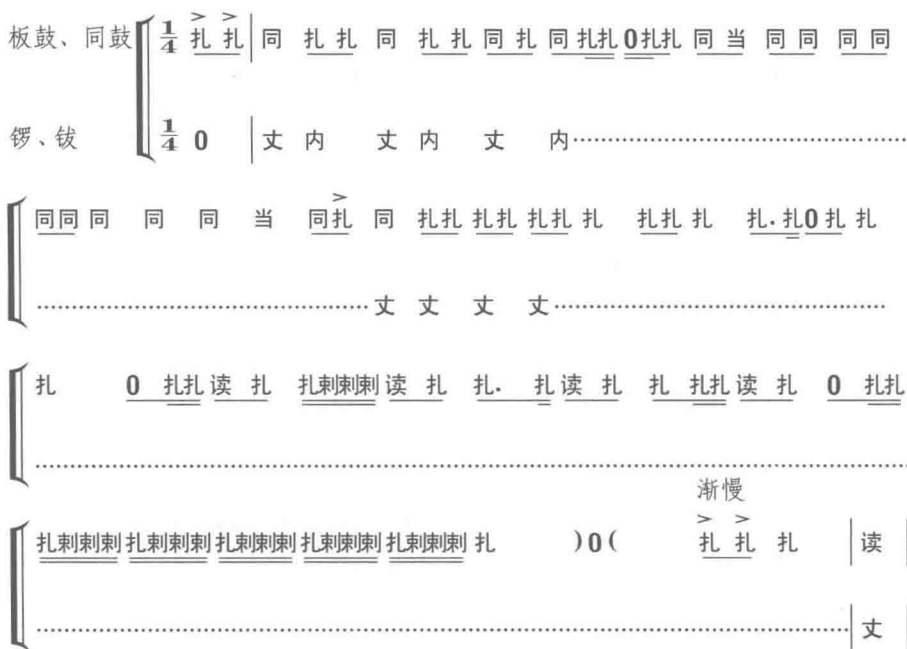 板鼓、同鼓 1/4 扎 扎 | 同 扎扎 同 扎扎 同扎 同扎扎 0扎扎 同 当 同同 同同
锣、钹 1/4 0 | 丈 内 丈 内 丈 内………………………………
同同 同 同 同 当 同扎 同 扎扎 扎扎 扎扎 扎 扎扎 扎 扎·扎 0扎 扎
………………………………丈 丈 丈 丈………………………………
扎 0 扎扎 读 扎 扎剌剌剌 读 扎 扎· 扎 读 扎 扎 扎扎 读 扎 0 扎扎
………………………………………………………………
渐慢
扎剌剌剌 扎剌剌剌 扎剌剌剌 扎剌剌剌 扎剌剌剌 扎 )0( 扎 扎 扎 | 读
………………………………………………………………| 丈